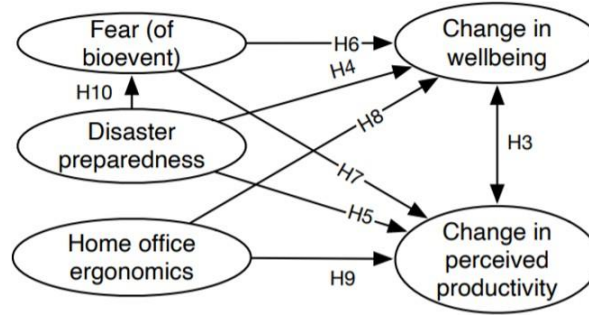 Fear (of
bioevent)
H6
Change in
wellbeing
H4
H10
H8
Disaster
preparedness
H3
H7
H5
Home office
ergonomics
H9
Change in
perceived
productivity